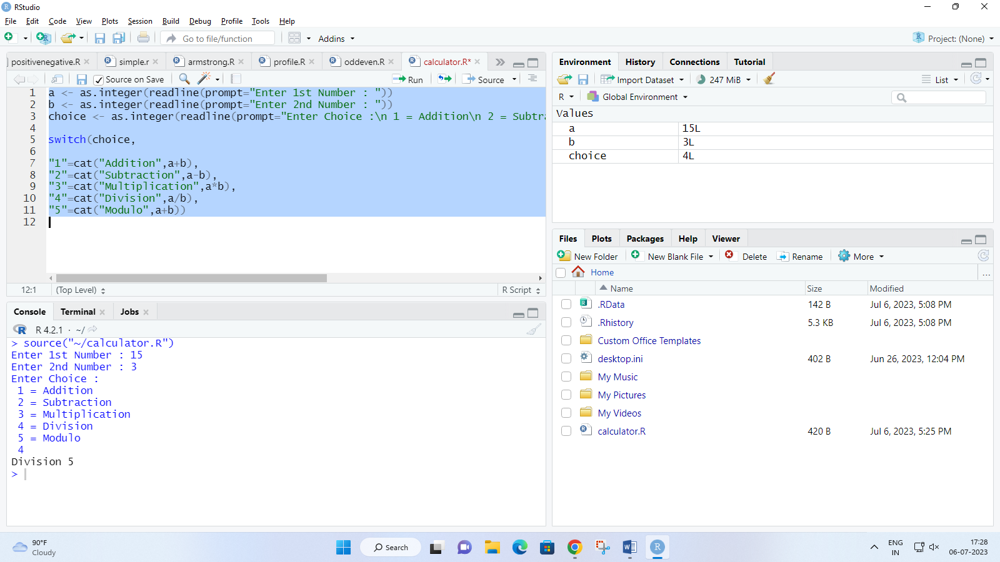 RStudio
File Edit Code View Plots Session Build Debug Profile Tools Help
Go to file/function Addins Project: (None)
positivenegative.R simple.r armstrong.R profile.R oddeven.R calculator.R*
Source on Save Run Source
1 a <- as.integer(readline(prompt="Enter 1st Number : "))
2 b <- as.integer(readline(prompt="Enter 2nd Number : "))
3 choice <- as.integer(readline(prompt="Enter Choice :\n 1 = Addition\n 2 = Subtra
4
5 switch(choice,
6
7 "1"=cat("Addition",a+b),
8 "2"=cat("Subtraction",a-b),
9 "3"=cat("Multiplication",a*b),
10 "4"=cat("Division",a/b),
11 "5"=cat("Modulo",a+b))
12
12:1 (Top Level) R Script
Console Terminal Jobs
R R 4.2.1 · ~/
> source("~/calculator.R")
Enter 1st Number : 15
Enter 2nd Number : 3
Enter Choice :
1 = Addition
2 = Subtraction
3 = Multiplication
4 = Division
5 = Modulo
4
Division 5
>
Environment History Connections Tutorial
Import Dataset 247 MiB List
R Global Environment
Values
a 15L
b 3L
choice 4L
Files Plots Packages Help Viewer
New Folder New Blank File Delete Rename More
Home ...
Name Size Modified
.RData 142 B Jul 6, 2023, 5:08 PM
.Rhistory 5.3 KB Jul 6, 2023, 5:08 PM
Custom Office Templates
desktop.ini 402 B Jun 26, 2023, 12:04 PM
My Music
My Pictures
My Videos
calculator.R 420 B Jul 6, 2023, 5:25 PM
90°F
Cloudy
Search
ENG
IN
17:28
06-07-2023